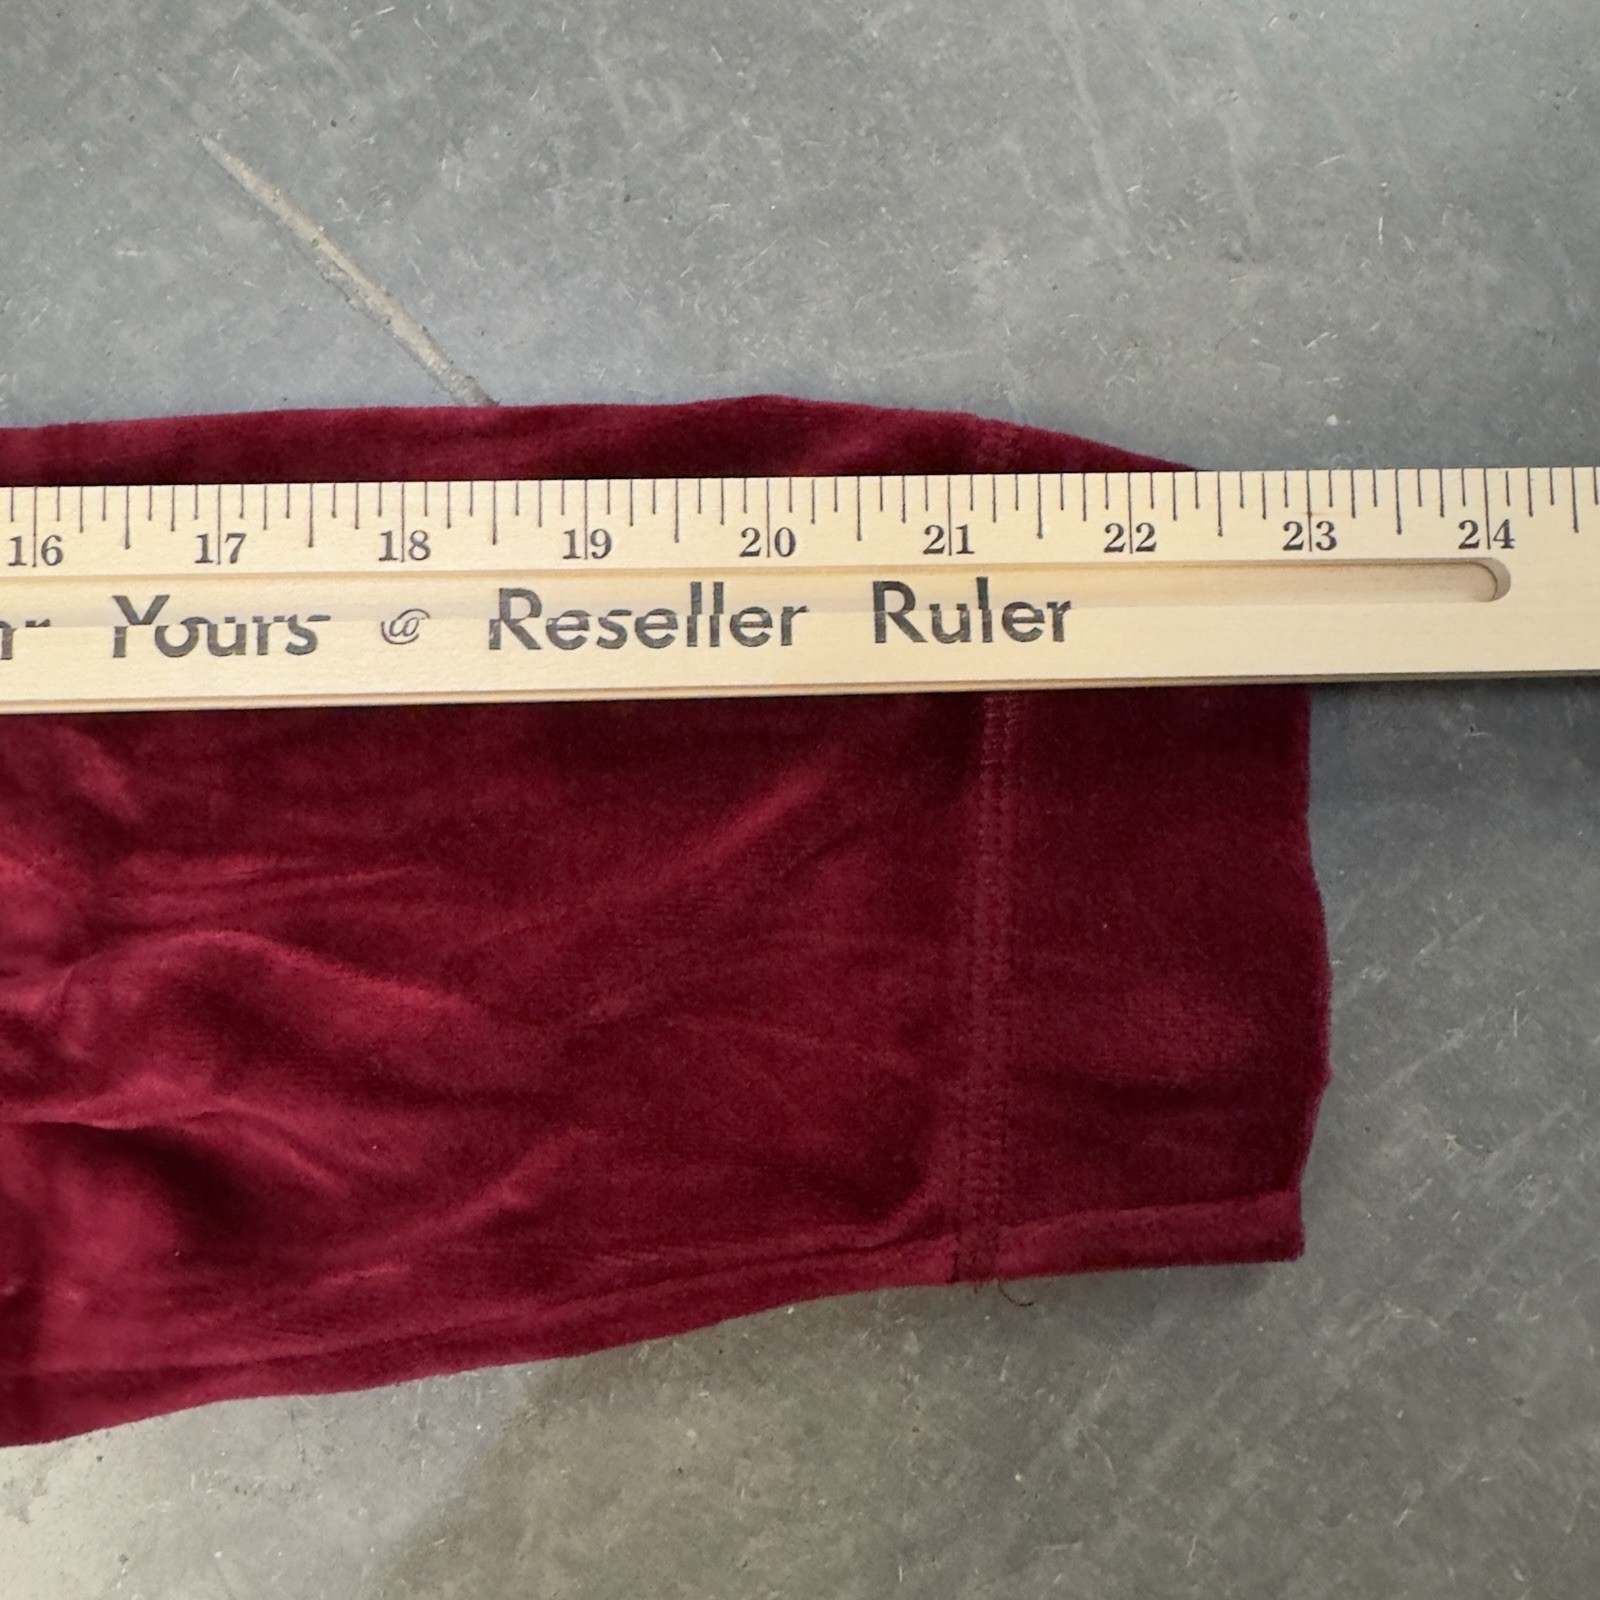 16 17 18 19 20 21 22 23 24
Yours @ Reseller Ruler